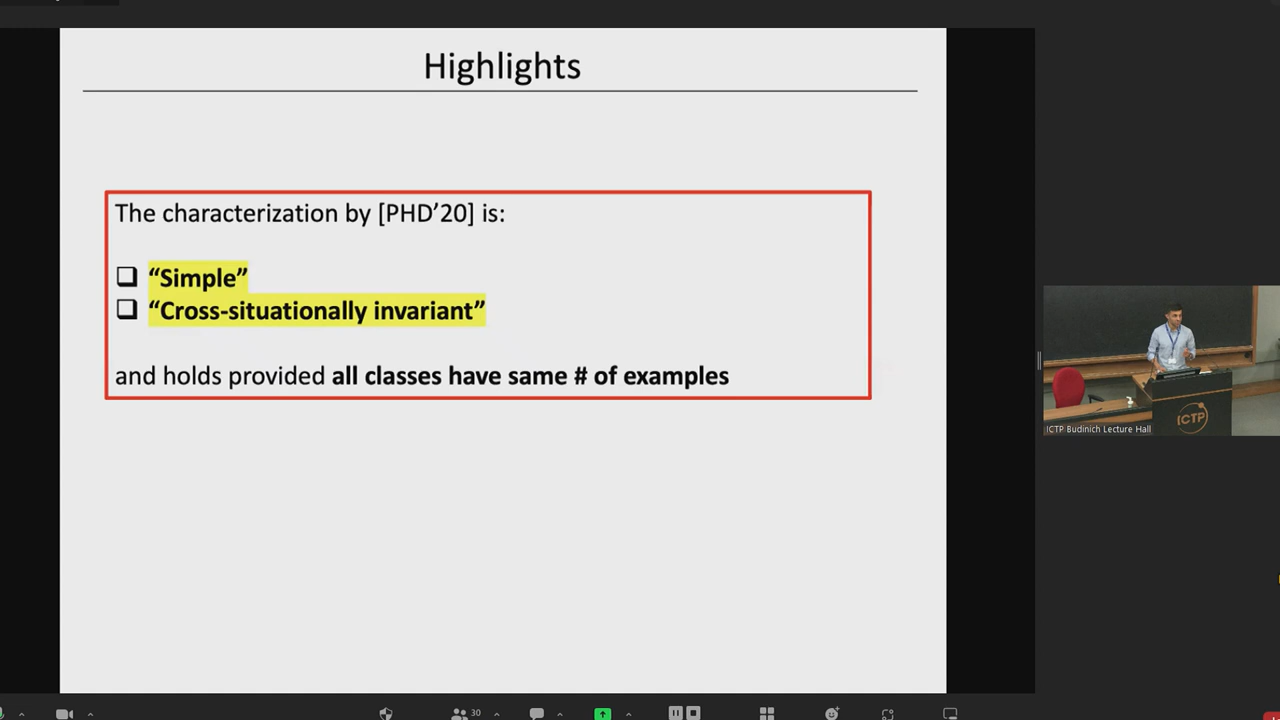 Highlights
The characterization by [PHD’20] is:
“Simple”
“Cross-situationally invariant”
and holds provided all classes have same # of examples
ICTP
ICTP Budinich Lecture Hall
30